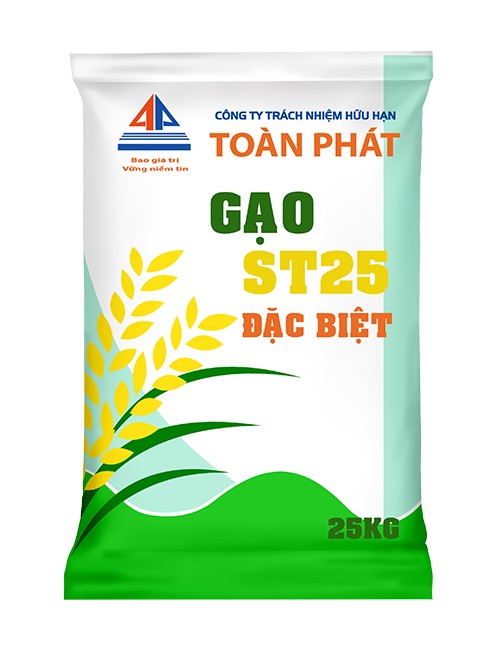 CÔNG TY TRÁCH NHIỆM HỮU HẠN
TOÀN PHÁT
Bao giá trị
Vững niềm tin
GẠO
ST25
ĐẶC BIỆT
25KG